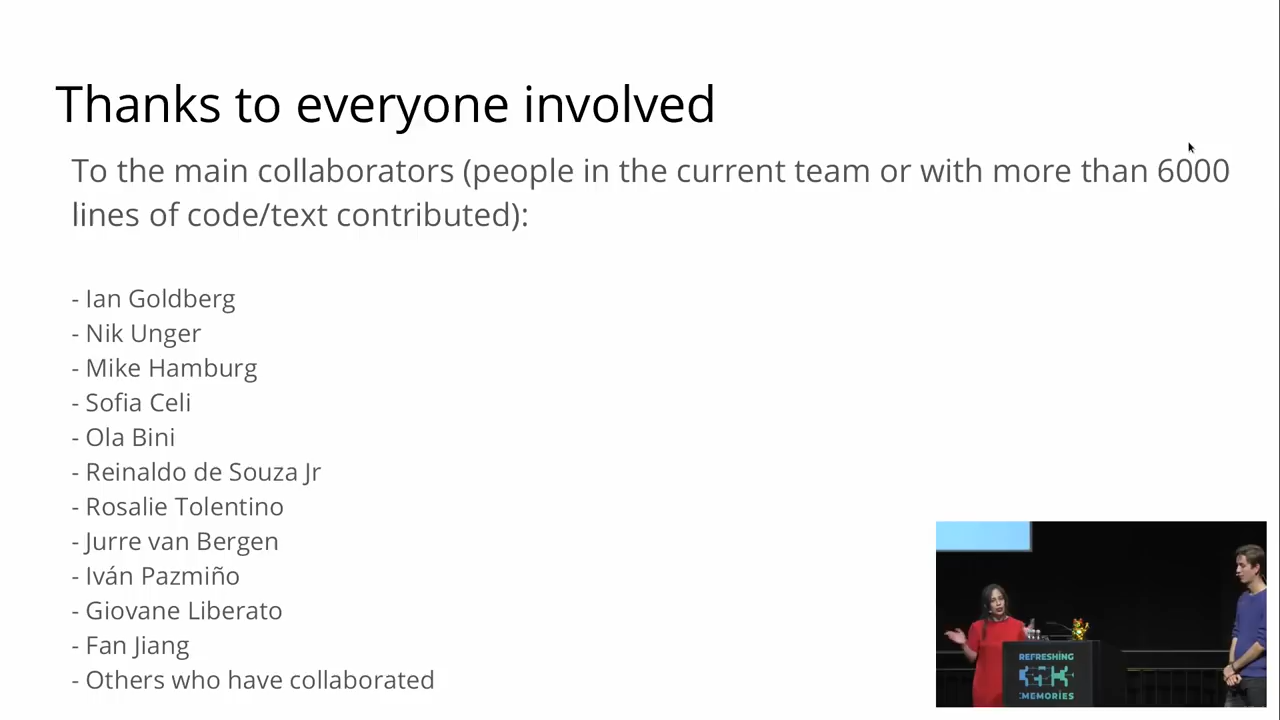 Thanks to everyone involved
To the main collaborators (people in the current team or with more than 6000
lines of code/text contributed):
- Ian Goldberg
- Nik Unger
- Mike Hamburg
- Sofia Celi
- Ola Bini
- Reinaldo de Souza Jr
- Rosalie Tolentino
- Jurre van Bergen
- Iván Pazmiño
- Giovane Liberato
- Fan Jiang
- Others who have collaborated
REFRESHING
MEMORIES